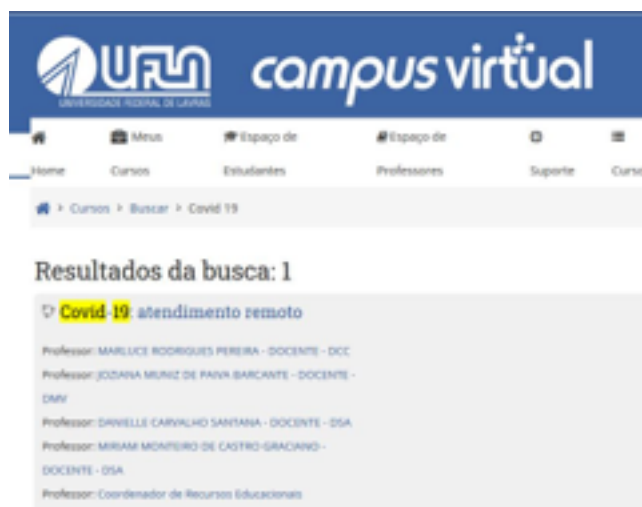 UFLA campus virtual
UNIVERSIDADE FEDERAL DE LAVRAS
Home
Meus Cursos
Espaço de Estudantes
Espaço de Professores
Suporte
Curso
> Cursos > Buscar > Covid 19
Resultados da busca: 1
Covid-19: atendimento remoto
Professor: MARLUCE RODRIGUES PEREIRA - DOCENTE - DCC
Professor: JOZIANA MUNIZ DE PAIVA BARCANTE - DOCENTE -
DMV
Professor: DANIELLE CARVALHO SANTANA - DOCENTE - DSA
Professor: MIRIAM MONTEIRO DE CASTRO GRACIANO -
DOCENTE - DSA
Professor: Coordenador de Recursos Educacionais